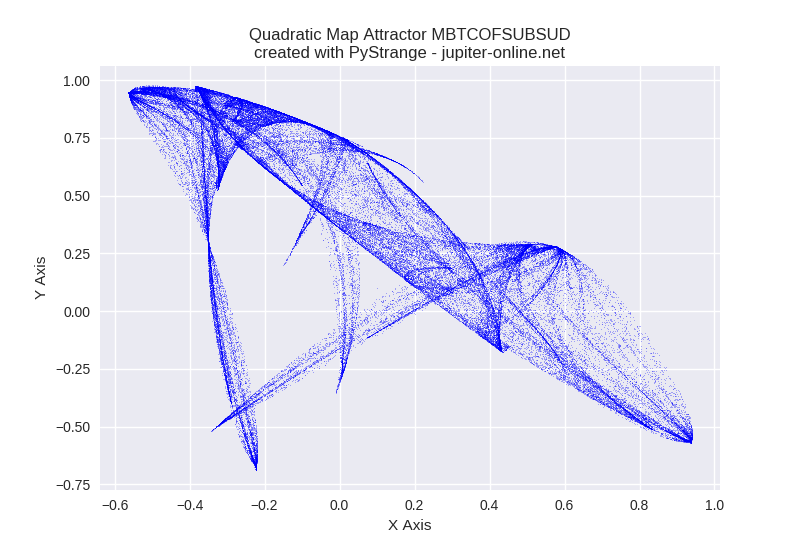 Quadratic Map Attractor MBTCOFSUBSUD
created with PyStrange - jupiter-online.net
1.00
0.75
0.50
0.25
0.00
−0.25
−0.50
−0.75
Y Axis
−0.6 −0.4 −0.2 0.0 0.2 0.4 0.6 0.8 1.0
X Axis